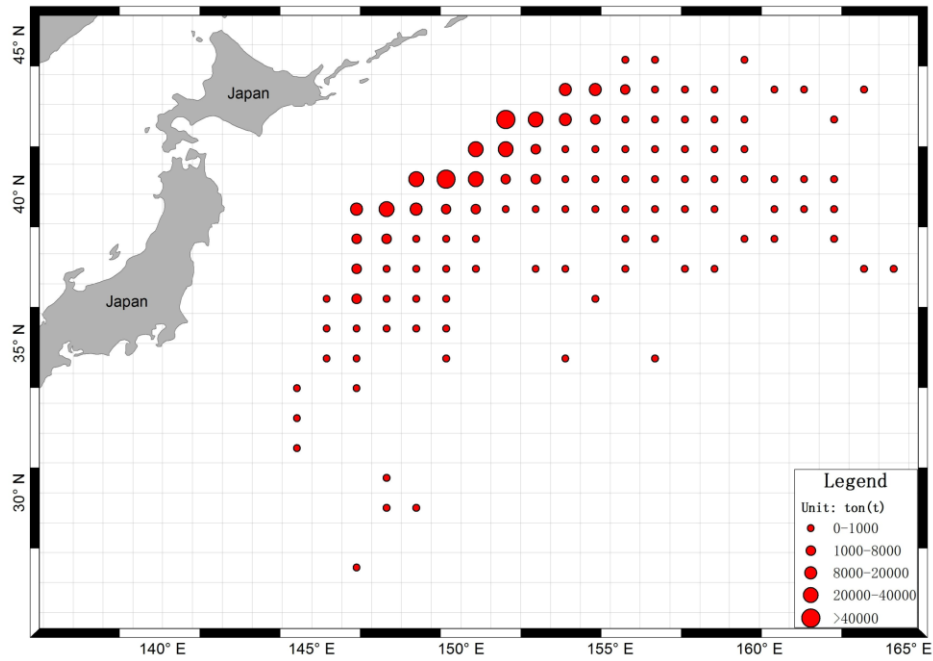 45° N
40° N
35° N
30° N
Japan
Japan
Legend
Unit: ton(t)
0-1000
1000-8000
8000-20000
20000-40000
>40000
140° E
145° E
150° E
155° E
160° E
165° E